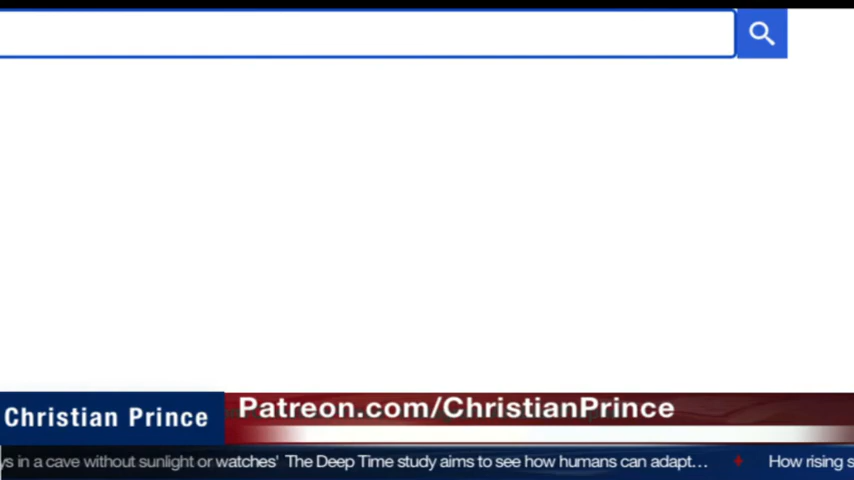 Christian Prince
Patreon.com/ChristianPrince
ys in a cave without sunlight or watches' The Deep Time study aims to see how humans can adapt... How rising s